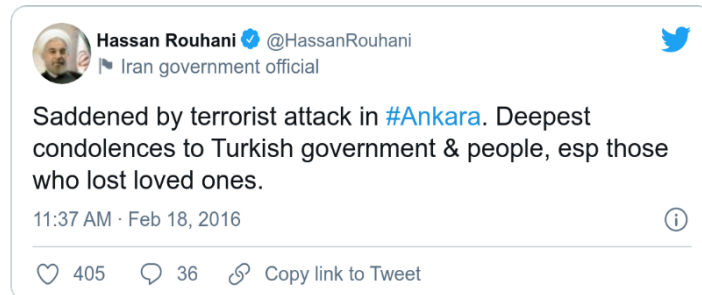 Hassan Rouhani @HassanRouhani
Iran government official
Saddened by terrorist attack in #Ankara. Deepest
condolences to Turkish government & people, esp those
who lost loved ones.
11:37 AM · Feb 18, 2016
405 36 Copy link to Tweet